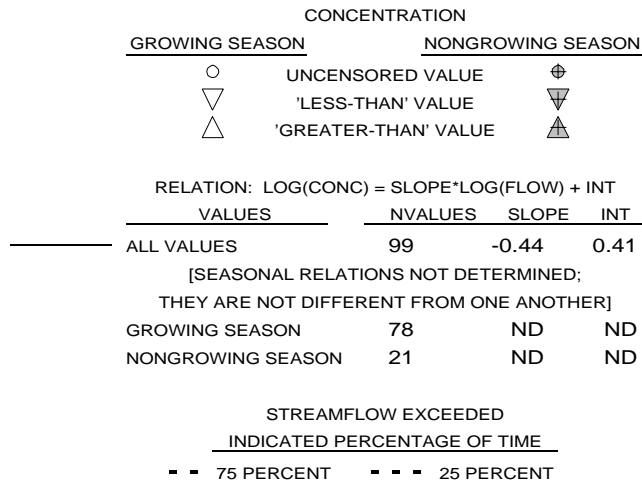 CONCENTRATION
GROWING SEASON NONGROWING SEASON
UNCENSORED VALUE
'LESS-THAN' VALUE
'GREATER-THAN' VALUE
RELATION: LOG(CONC) = SLOPE*LOG(FLOW) + INT
VALUES NVALUES SLOPE INT
ALL VALUES 99 -0.44 0.41
[SEASONAL RELATIONS NOT DETERMINED;
THEY ARE NOT DIFFERENT FROM ONE ANOTHER]
GROWING SEASON 78 ND ND
NONGROWING SEASON 21 ND ND
STREAMFLOW EXCEEDED
INDICATED PERCENTAGE OF TIME
75 PERCENT 25 PERCENT